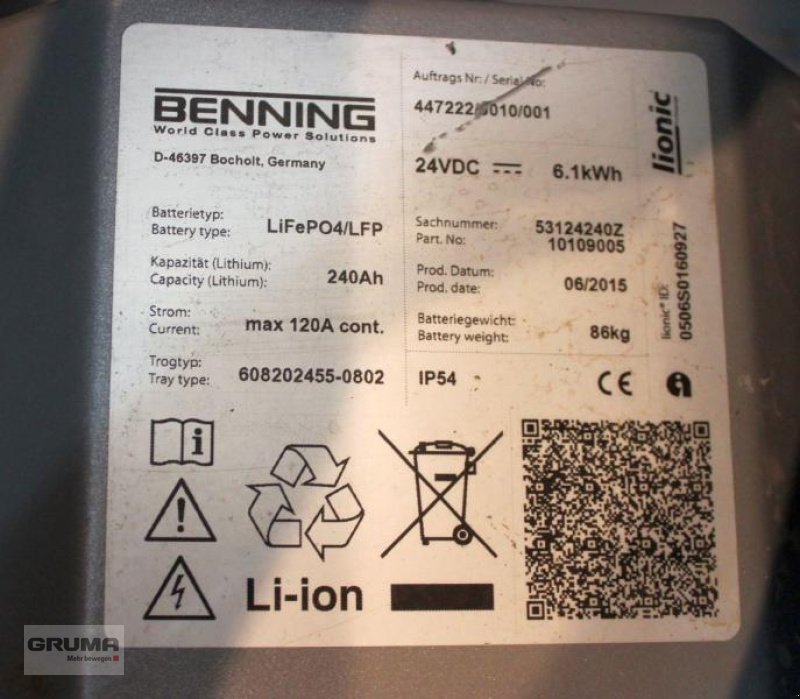 BENNING
World Class Power Solutions
D-46397 Bocholt, Germany
Batterietyp:
Battery type: LiFePO4/LFP
Kapazität (Lithium):
Capacity (Lithium): 240Ah
Strom:
Current: max 120A cont.
Trogtyp:
Tray type: 608202455-0802
Auftrags Nr./ Serial No:
447222/ 010/001
24VDC 6.1kWh
Sachnummer: 53124240Z
Part. No: 10109005
Prod. Datum:
Prod. date: 06/2015
Batteriegewicht:
Battery weight: 86kg
IP54 CE
lionic
lionic® ID:
0506S0160927
i
!
Li-ion
GRUMA
Mehr bewegen